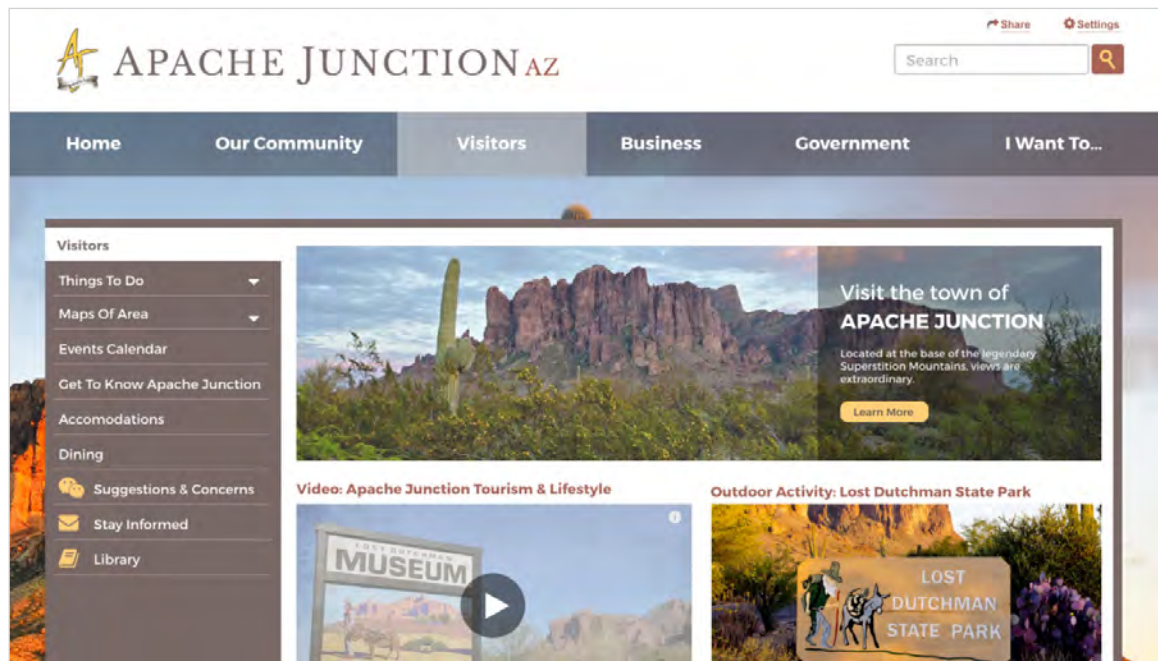 Share
Settings
APACHE JUNCTION AZ
Search
Home
Our Community
Visitors
Business
Government
I Want To...
Visitors
Things To Do
Maps Of Area
Events Calendar
Get To Know Apache Junction
Accomodations
Dining
Suggestions & Concerns
Stay Informed
Library
Visit the town of
APACHE JUNCTION
Located at the base of the legendary
Superstition Mountains, views are
extraordinary.
Learn More
Video: Apache Junction Tourism & Lifestyle
LOST DUTCHMAN
MUSEUM
Outdoor Activity: Lost Dutchman State Park
LOST
DUTCHMAN
STATE PARK